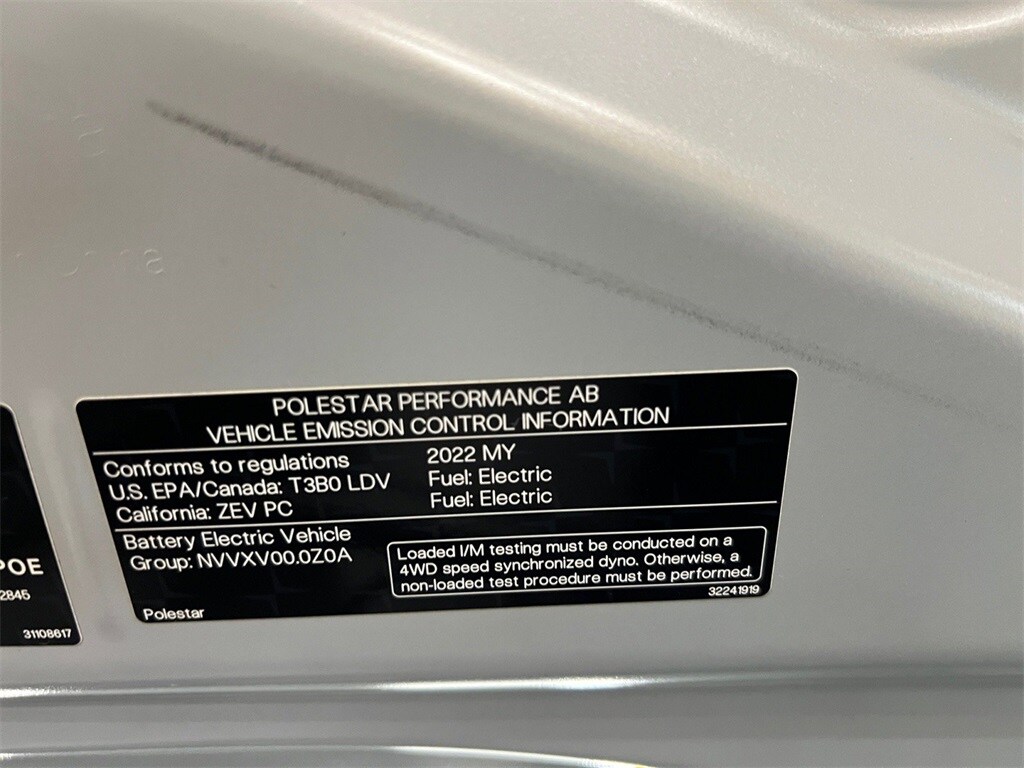 POLESTAR PERFORMANCE AB
VEHICLE EMISSION CONTROL INFORMATION
Conforms to regulations
2022 MY
U.S. EPA/Canada: T3B0 LDV
Fuel: Electric
California: ZEV PC
Fuel: Electric
Battery Electric Vehicle
Group: NVVXV00.0Z0A
Loaded I/M testing must be conducted on a
4WD speed synchronized dyno. Otherwise, a
non-loaded test procedure must be performed.
32241919
Polestar
POE
2845
31108617